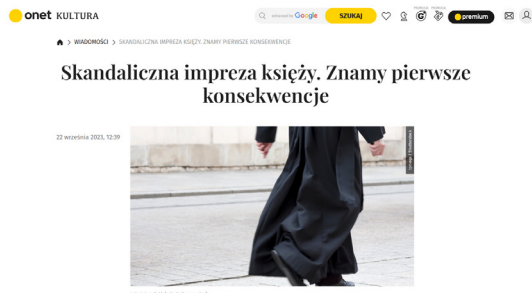 onet KULTURA
Google
SZUKAJ
premium
WIADOMOŚCI > SKANDALICZNA IMPREZA KSIĘŻY. ZNAMY PIERWSZE KONSEKWENCJE
Skandaliczna impreza księży. Znamy pierwsze
konsekwencje
22 września 2023, 12:39